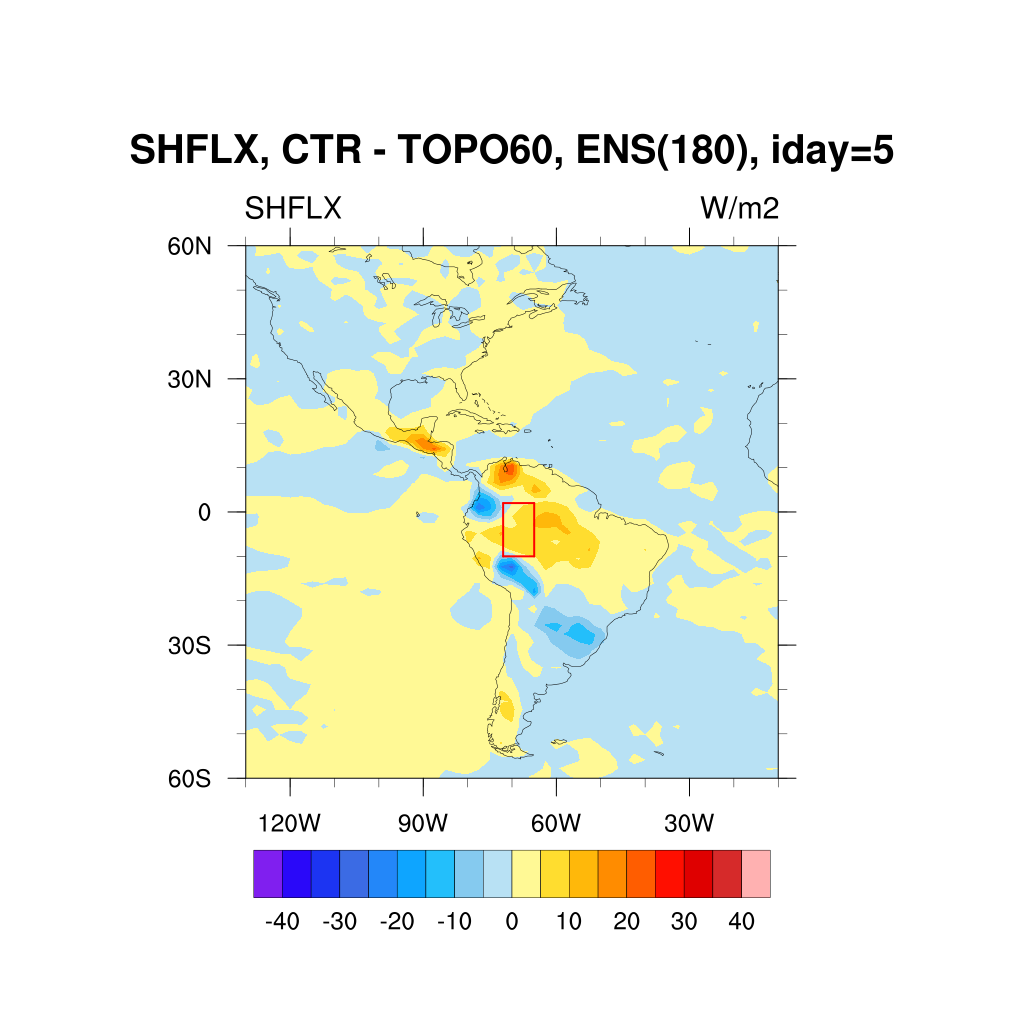 SHFLX, CTR - TOPO60, ENS(180), iday=5
SHFLX W/m2
60N
30N
0
30S
60S
120W 90W 60W 30W
-40 -30 -20 -10 0 10 20 30 40